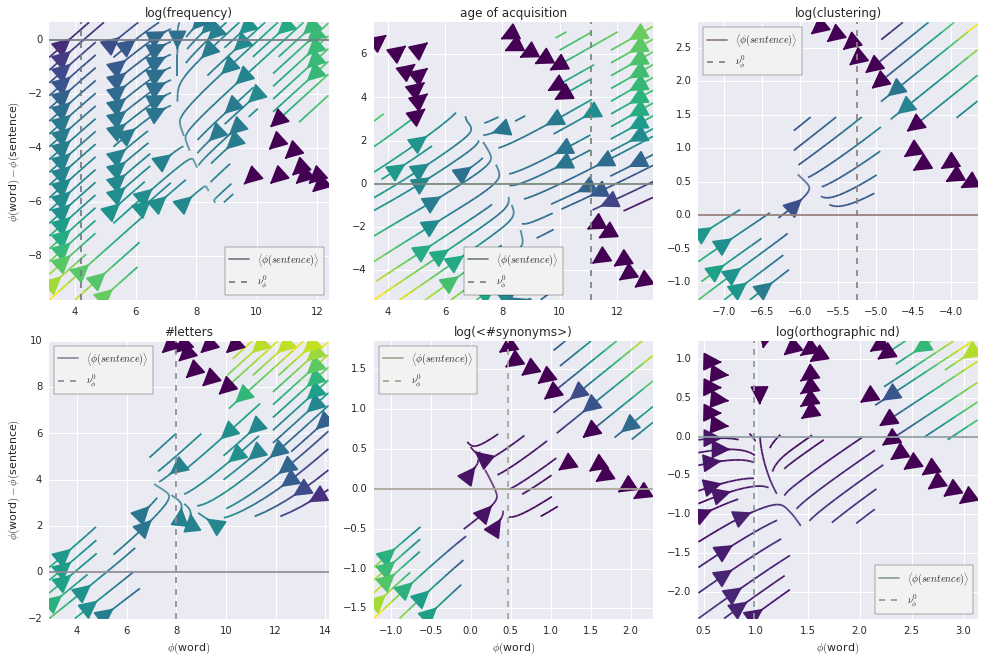 log(frequency)
0
−2
−4
−6
−8
4 6 8 10 12
ϕ(word) − ϕ(sentence)
⟨ϕ(sentence)⟩
ν⁰_ϕ
age of acquisition
6
4
2
0
−2
−4
4 6 8 10 12
⟨ϕ(sentence)⟩
ν⁰_ϕ
log(clustering)
2.5
2.0
1.5
1.0
0.5
0.0
−0.5
−1.0
−7.0 −6.5 −6.0 −5.5 −5.0 −4.5 −4.0
⟨ϕ(sentence)⟩
ν⁰_ϕ
#letters
10
8
6
4
2
0
−2
4 6 8 10 12 14
ϕ(word) − ϕ(sentence)
ϕ(word)
⟨ϕ(sentence)⟩
ν⁰_ϕ
log(<#synonyms>)
1.5
1.0
0.5
0.0
−0.5
−1.0
−1.5
−1.0 −0.5 0.0 0.5 1.0 1.5 2.0
ϕ(word)
⟨ϕ(sentence)⟩
ν⁰_ϕ
log(orthographic nd)
1.0
0.5
0.0
−0.5
−1.0
−1.5
−2.0
0.5 1.0 1.5 2.0 2.5 3.0
ϕ(word)
⟨ϕ(sentence)⟩
ν⁰_ϕ